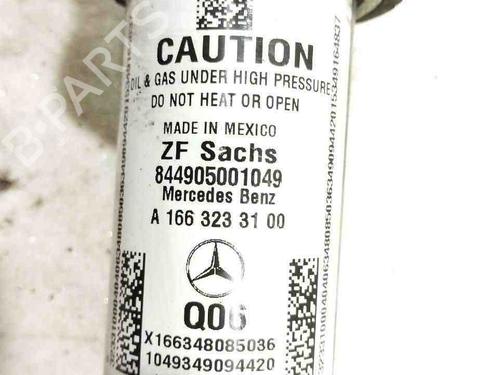 CAUTION
OIL & GAS UNDER HIGH PRESSURE
DO NOT HEAT OR OPEN
MADE IN MEXICO
ZF Sachs
844905001049
Mercedes Benz
A 166 323 31 00
Q06
X166348085036
1049349094420
B-PARTS